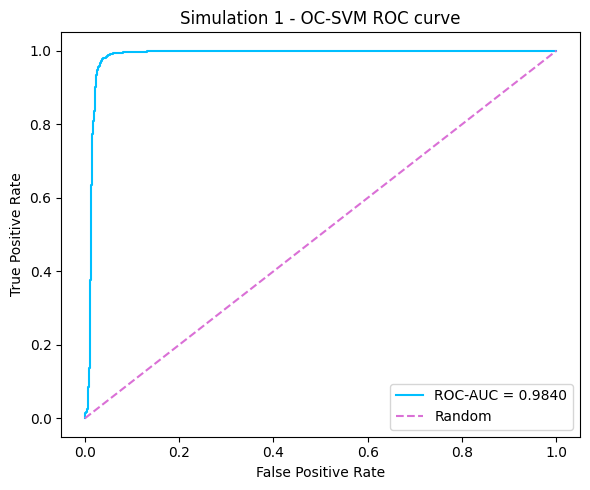 Simulation 1 - OC-SVM ROC curve
True Positive Rate
1.0
0.8
0.6
0.4
0.2
0.0
ROC-AUC = 0.9840
Random
0.0 0.2 0.4 0.6 0.8 1.0
False Positive Rate